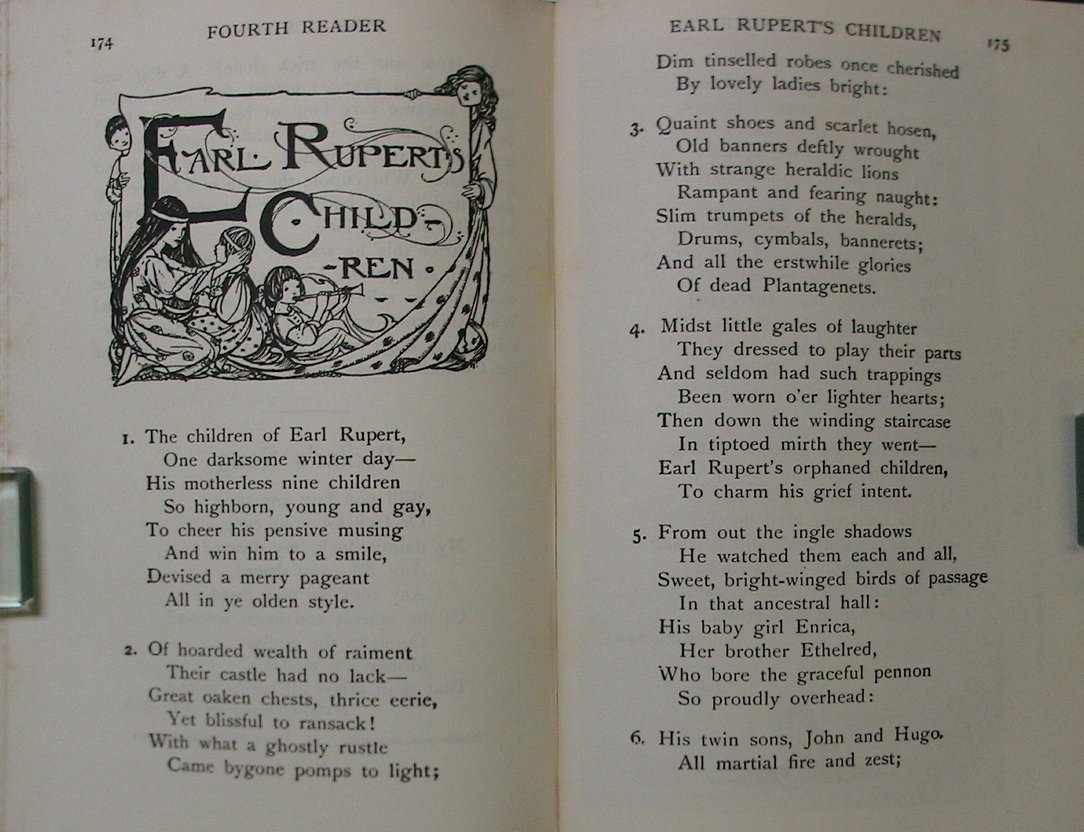 174
FOURTH READER
EARL RUPERT'S
CHILD-
-REN.
1. The children of Earl Rupert,
One darksome winter day—
His motherless nine children
So highborn, young and gay,
To cheer his pensive musing
And win him to a smile,
Devised a merry pageant
All in ye olden style.
2. Of hoarded wealth of raiment
Their castle had no lack—
Great oaken chests, thrice eerie,
Yet blissful to ransack!
With what a ghostly rustle
Came bygone pomps to light;
EARL RUPERT'S CHILDREN
175
Dim tinselled robes once cherished
By lovely ladies bright:
3. Quaint shoes and scarlet hosen,
Old banners deftly wrought
With strange heraldic lions
Rampant and fearing naught:
Slim trumpets of the heralds,
Drums, cymbals, bannerets;
And all the erstwhile glories
Of dead Plantagenets.
4. Midst little gales of laughter
They dressed to play their parts
And seldom had such trappings
Been worn o'er lighter hearts;
Then down the winding staircase
In tiptoed mirth they went—
Earl Rupert's orphaned children,
To charm his grief intent.
5. From out the ingle shadows
He watched them each and all,
Sweet, bright-winged birds of passage
In that ancestral hall:
His baby girl Enrica,
Her brother Ethelred,
Who bore the graceful pennon
So proudly overhead:
6. His twin sons, John and Hugo,
All martial fire and zest;